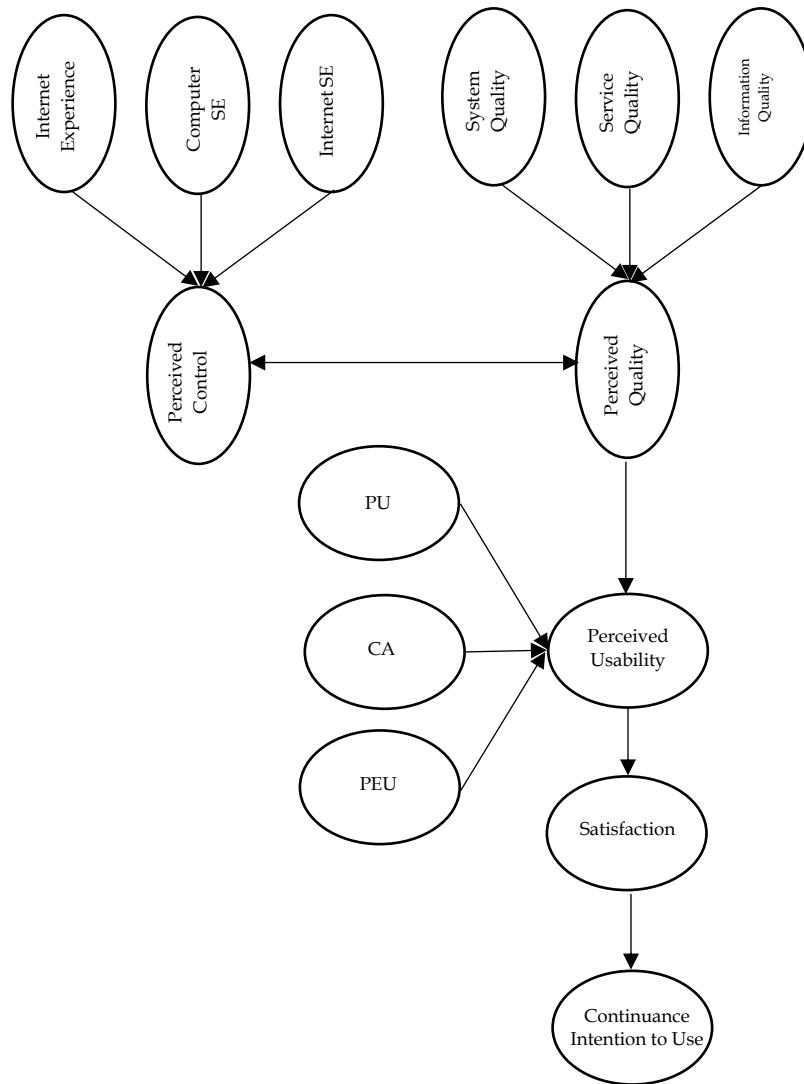 Internet
Experience
Computer
SE
Internet SE
System
Quality
Service
Quality
Information
Quality
Perceived
Control
Perceived
Quality
PU
CA
Perceived
Usability
PEU
Satisfaction
Continuance
Intention to Use